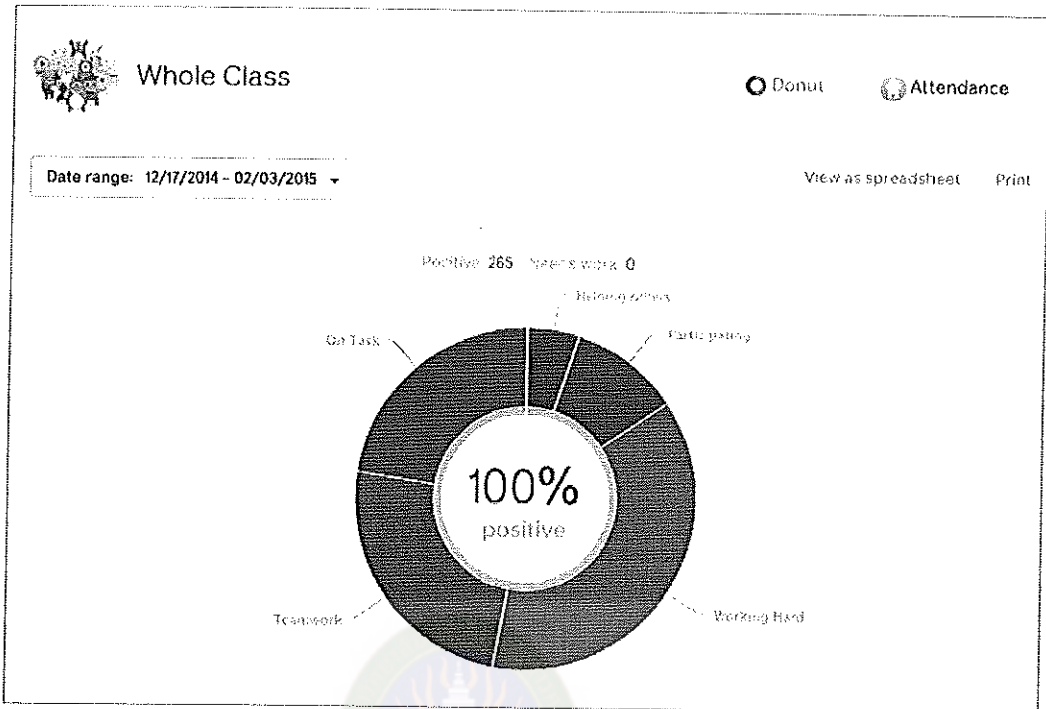 Whole Class
Donut
Attendance
Date range: 12/17/2014 - 02/03/2015
View as spreadsheet Print
Positive 265 Needs work 0
Helping others
Participating
On Task
100%
positive
Teamwork
Working Hard